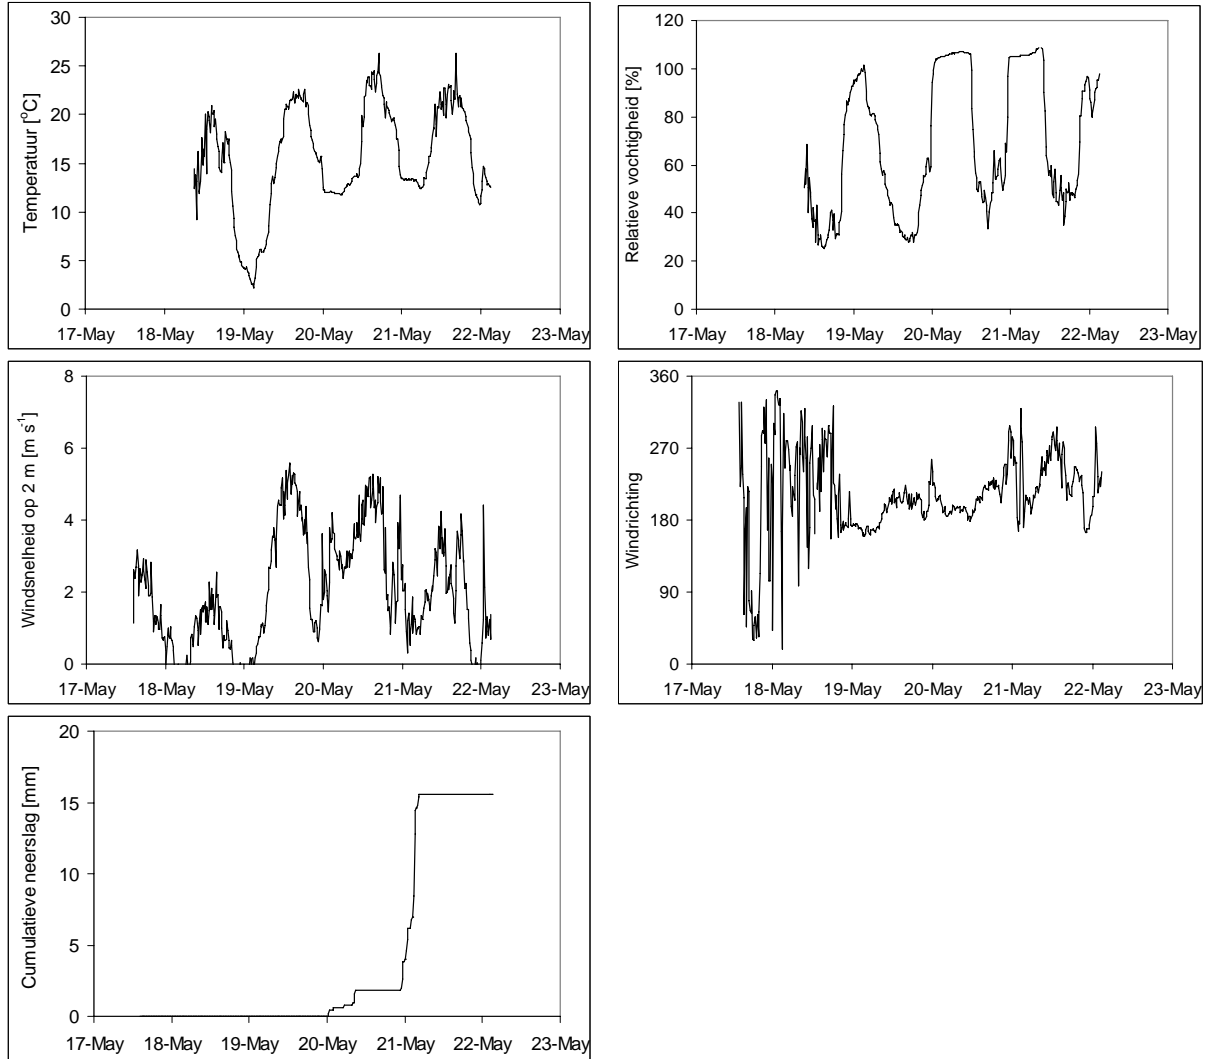 Temperatuur [°C]
30
25
20
15
10
5
0
17-May 18-May 19-May 20-May 21-May 22-May 23-May
Relatieve vochtigheid [%]
120
100
80
60
40
20
0
17-May 18-May 19-May 20-May 21-May 22-May 23-May
Windsnelheid op 2 m [m s-1]
8
6
4
2
0
17-May 18-May 19-May 20-May 21-May 22-May 23-May
Windrichting
360
270
180
90
0
17-May 18-May 19-May 20-May 21-May 22-May 23-May
Cumulatieve neerslag [mm]
20
15
10
5
0
17-May 18-May 19-May 20-May 21-May 22-May 23-May